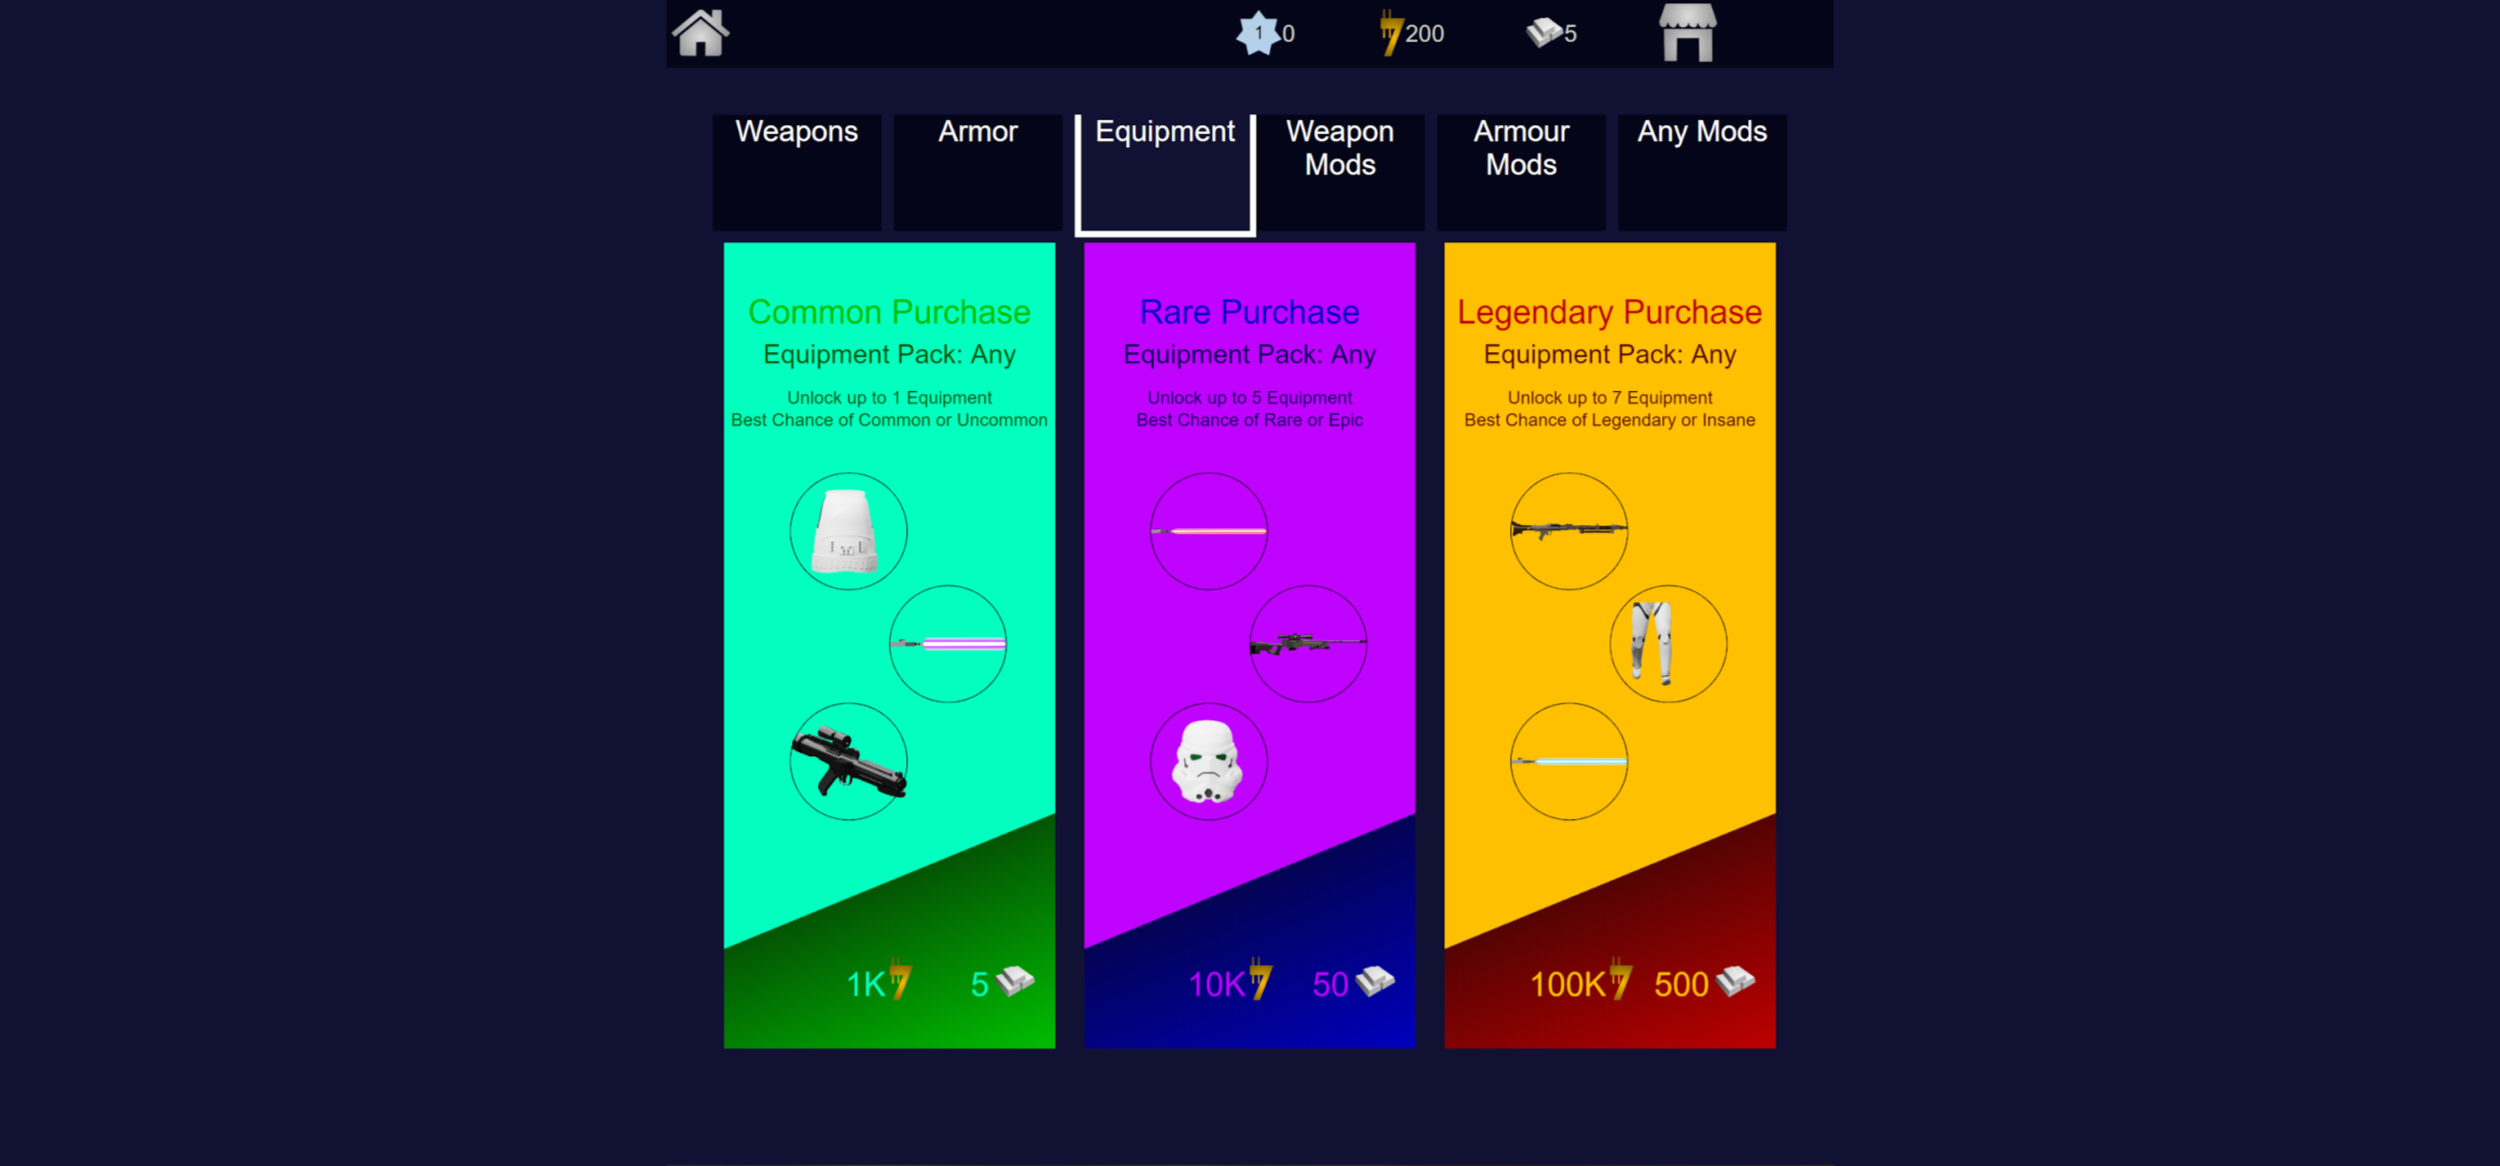 1 0 200 5
Weapons
Armor
Equipment
Weapon
Mods
Armour
Mods
Any Mods
Common Purchase
Equipment Pack: Any
Unlock up to 1 Equipment
Best Chance of Common or Uncommon
1K 5
Rare Purchase
Equipment Pack: Any
Unlock up to 5 Equipment
Best Chance of Rare or Epic
10K 50
Legendary Purchase
Equipment Pack: Any
Unlock up to 7 Equipment
Best Chance of Legendary or Insane
100K 500